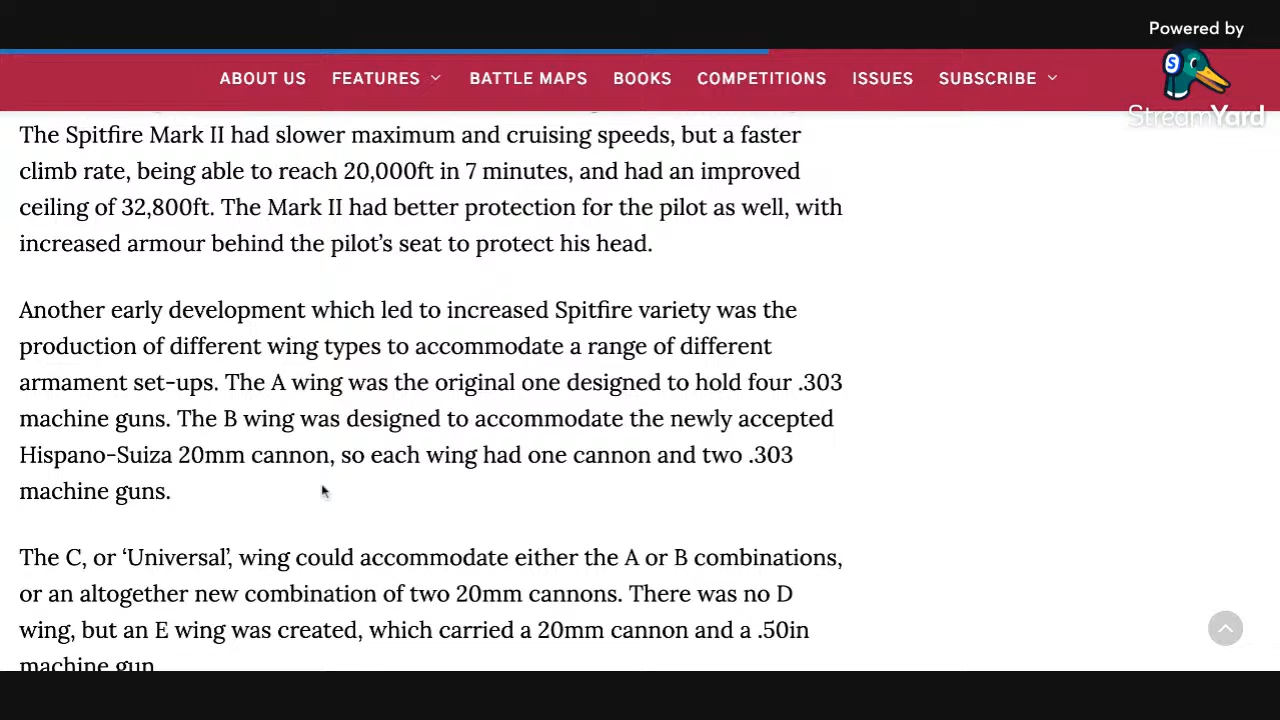 Powered by
ABOUT US FEATURES BATTLE MAPS BOOKS COMPETITIONS ISSUES SUBSCRIBE
S
StreamYard
The Spitfire Mark II had slower maximum and cruising speeds, but a faster
climb rate, being able to reach 20,000ft in 7 minutes, and had an improved
ceiling of 32,800ft. The Mark II had better protection for the pilot as well, with
increased armour behind the pilot’s seat to protect his head.
Another early development which led to increased Spitfire variety was the
production of different wing types to accommodate a range of different
armament set-ups. The A wing was the original one designed to hold four .303
machine guns. The B wing was designed to accommodate the newly accepted
Hispano-Suiza 20mm cannon, so each wing had one cannon and two .303
machine guns.
The C, or ‘Universal’, wing could accommodate either the A or B combinations,
or an altogether new combination of two 20mm cannons. There was no D
wing, but an E wing was created, which carried a 20mm cannon and a .50in
machine gun